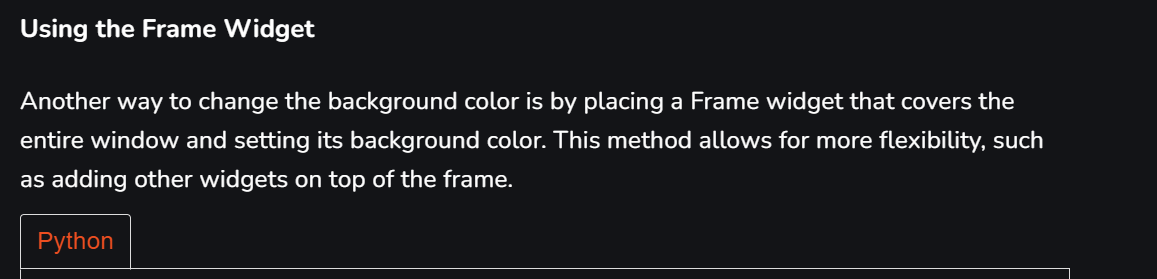 Using the Frame Widget
Another way to change the background color is by placing a Frame widget that covers the
entire window and setting its background color. This method allows for more flexibility, such
as adding other widgets on top of the frame.
Python